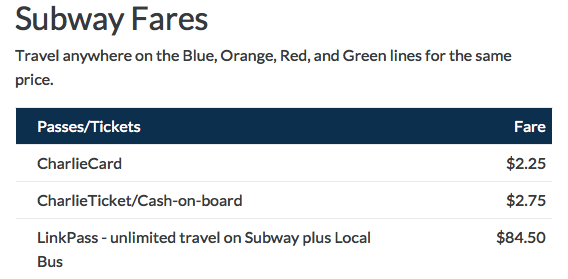 Subway Fares
Travel anywhere on the Blue, Orange, Red, and Green lines for the same
price.
Passes/Tickets Fare
CharlieCard $2.25
CharlieTicket/Cash-on-board $2.75
LinkPass - unlimited travel on Subway plus Local $84.50
Bus